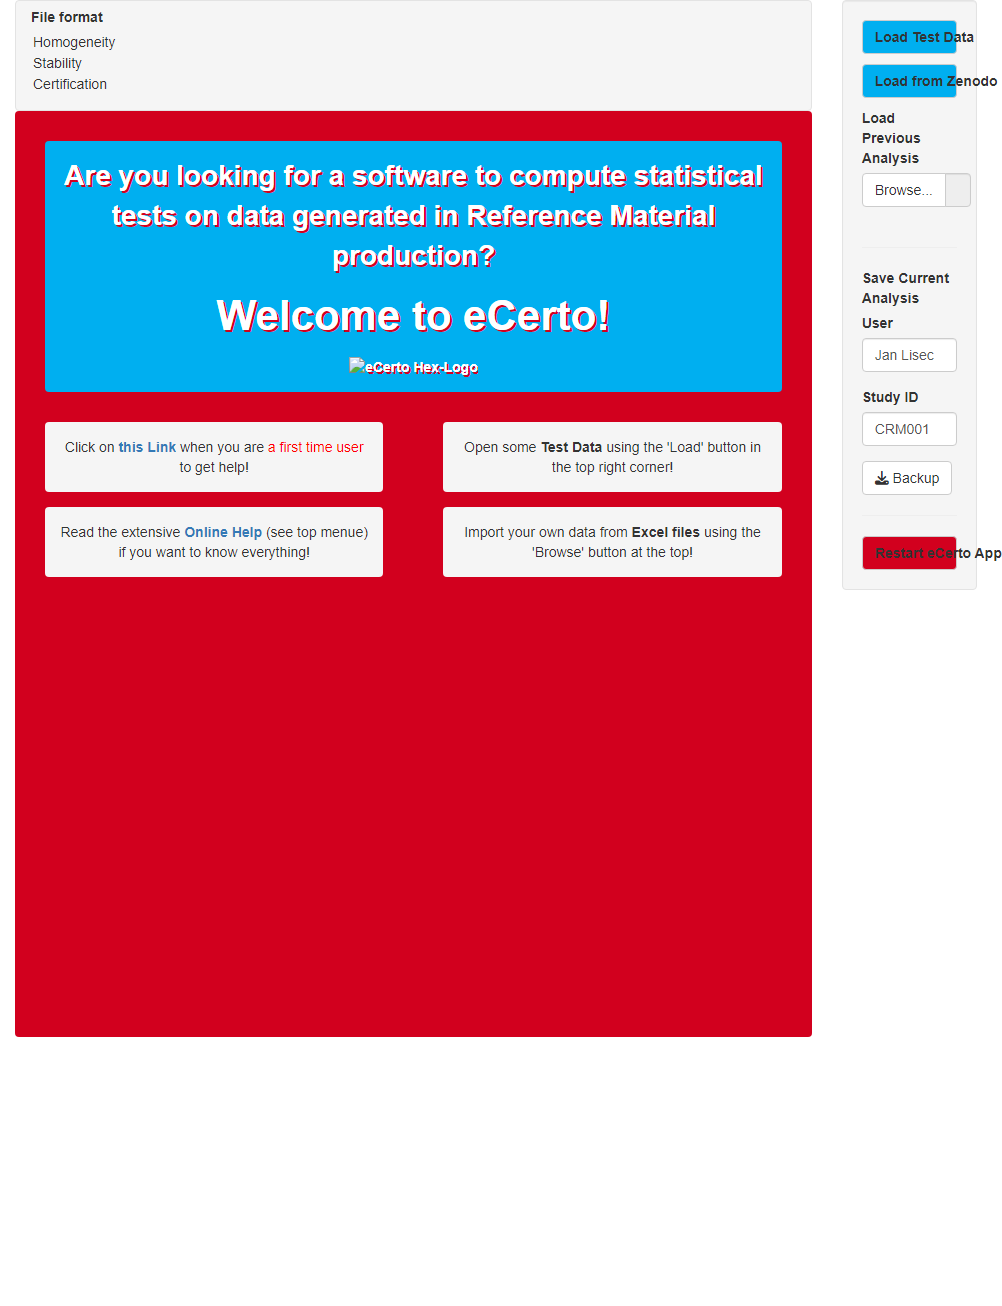 File format
Homogeneity
Stability
Certification
Are you looking for a software to compute statistical
tests on data generated in Reference Material
production?
Welcome to eCerto!
eCerto Hex-Logo
Click on this Link when you are a first time user
to get help!
Open some Test Data using the 'Load' button in
the top right corner!
Read the extensive Online Help (see top menue)
if you want to know everything!
Import your own data from Excel files using the
'Browse' button at the top!
Load Test Data
Load from Zenodo
Load
Previous
Analysis
Browse...
Save Current
Analysis
User
Jan Lisec
Study ID
CRM001
Backup
Restart eCerto App